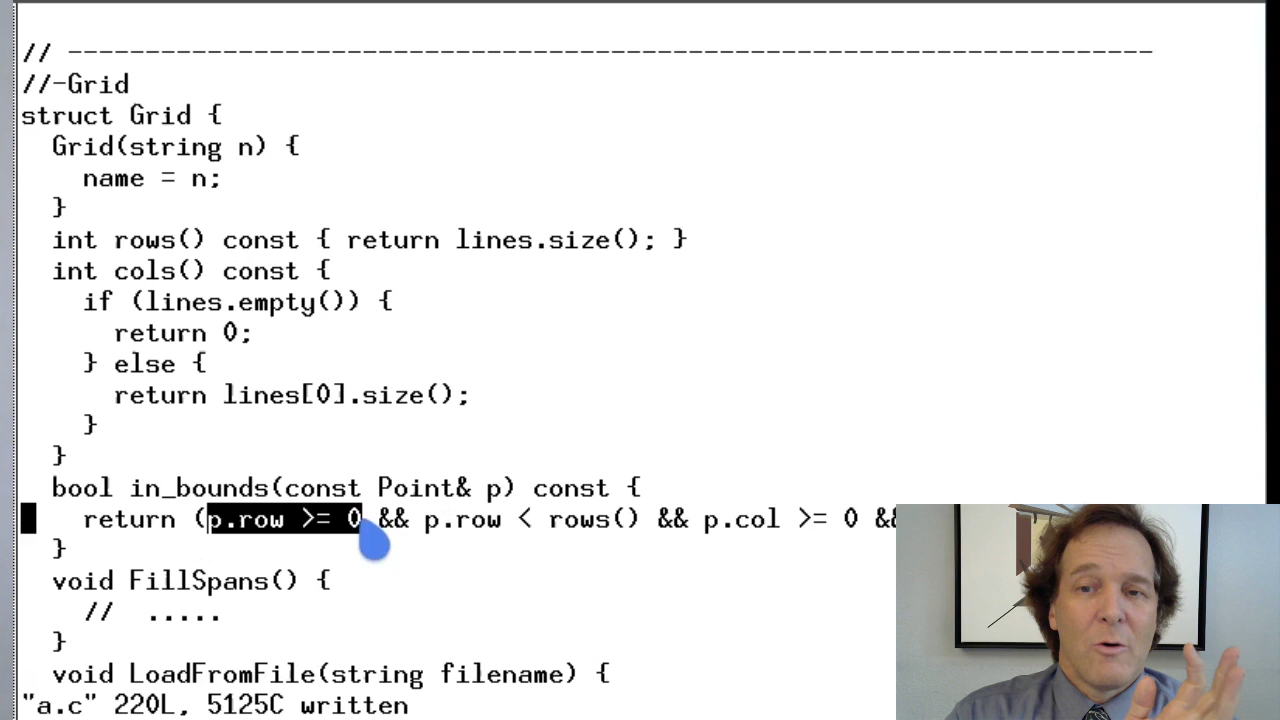 // ----------------------------------------------------------------------
//-Grid
struct Grid {
  Grid(string n) {
    name = n;
  }
  int rows() const { return lines.size(); }
  int cols() const {
    if (lines.empty()) {
      return 0;
    } else {
      return lines[0].size();
    }
  }
  bool in_bounds(const Point& p) const {
    return (p.row >= 0 && p.row < rows() && p.col >= 0 &&
  }
  void FillSpans() {
    //  .....
  }
  void LoadFromFile(string filename) {
"a.c" 220L, 5125C written